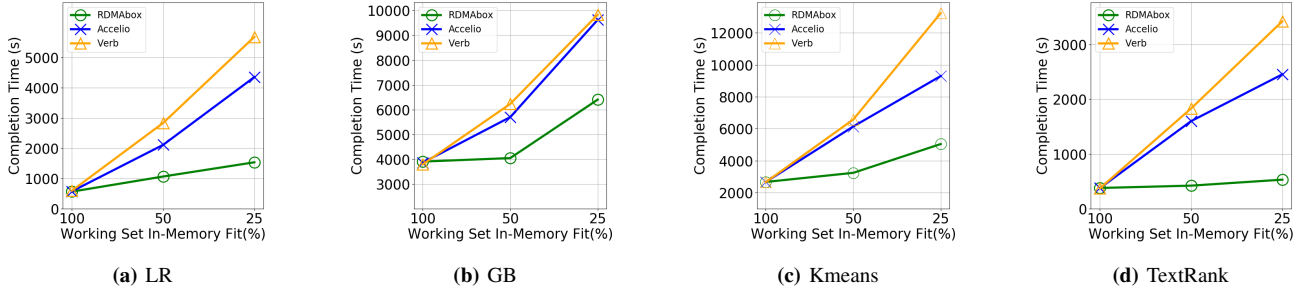 RDMAbox
Accelio
Verb
Completion Time (s)
5000
4000
3000
2000
1000
0
100
50
25
Working Set In-Memory Fit(%)
(a) LR
RDMAbox
Accelio
Verb
Completion Time (s)
10000
9000
8000
7000
6000
5000
4000
3000
100
50
25
Working Set In-Memory Fit(%)
(b) GB
RDMAbox
Accelio
Verb
Completion Time (s)
12000
10000
8000
6000
4000
2000
100
50
25
Working Set In-Memory Fit(%)
(c) Kmeans
RDMAbox
Accelio
Verb
Completion Time (s)
3000
2000
1000
0
100
50
25
Working Set In-Memory Fit(%)
(d) TextRank